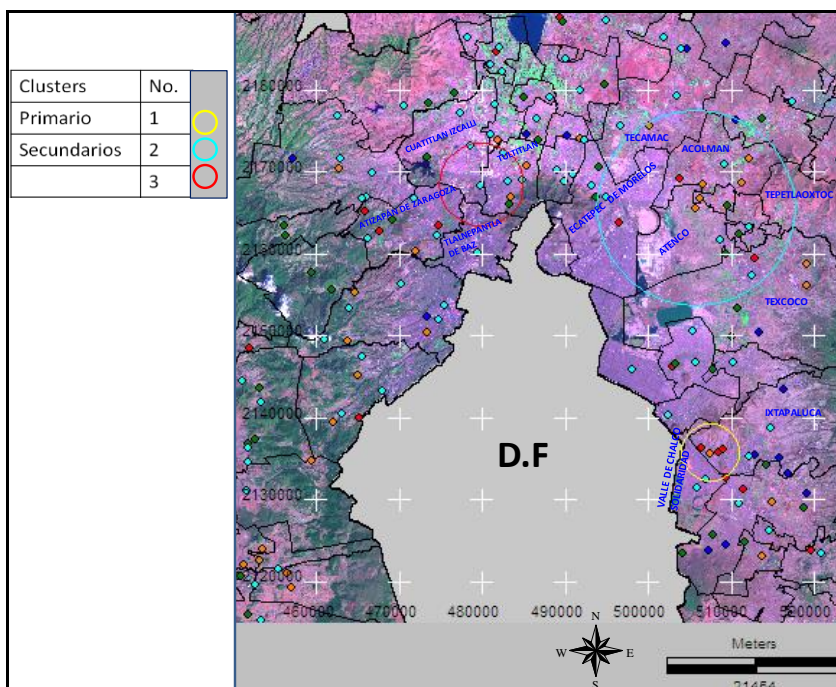 Clusters No.
Primario 1
Secundarios 2
3
2180000
2170000
2160000
2150000
2140000
2130000
2120000
460000 470000 480000 490000 500000 510000 520000
CUATITLAN IZCALLI
TULTITLAN
TECAMAC
ACOLMAN
TEPETLAOXTOC
ECATEPEC DE MORELOS
ATIZAPAN DE ZARAGOZA
TLALNEPANTLA
DE BAZ
ATENCO
TEXCOCO
IXTAPALUCA
VALLE DE CHALCO
SOLIDARIDAD
D.F
N
W E
S
Meters
21454